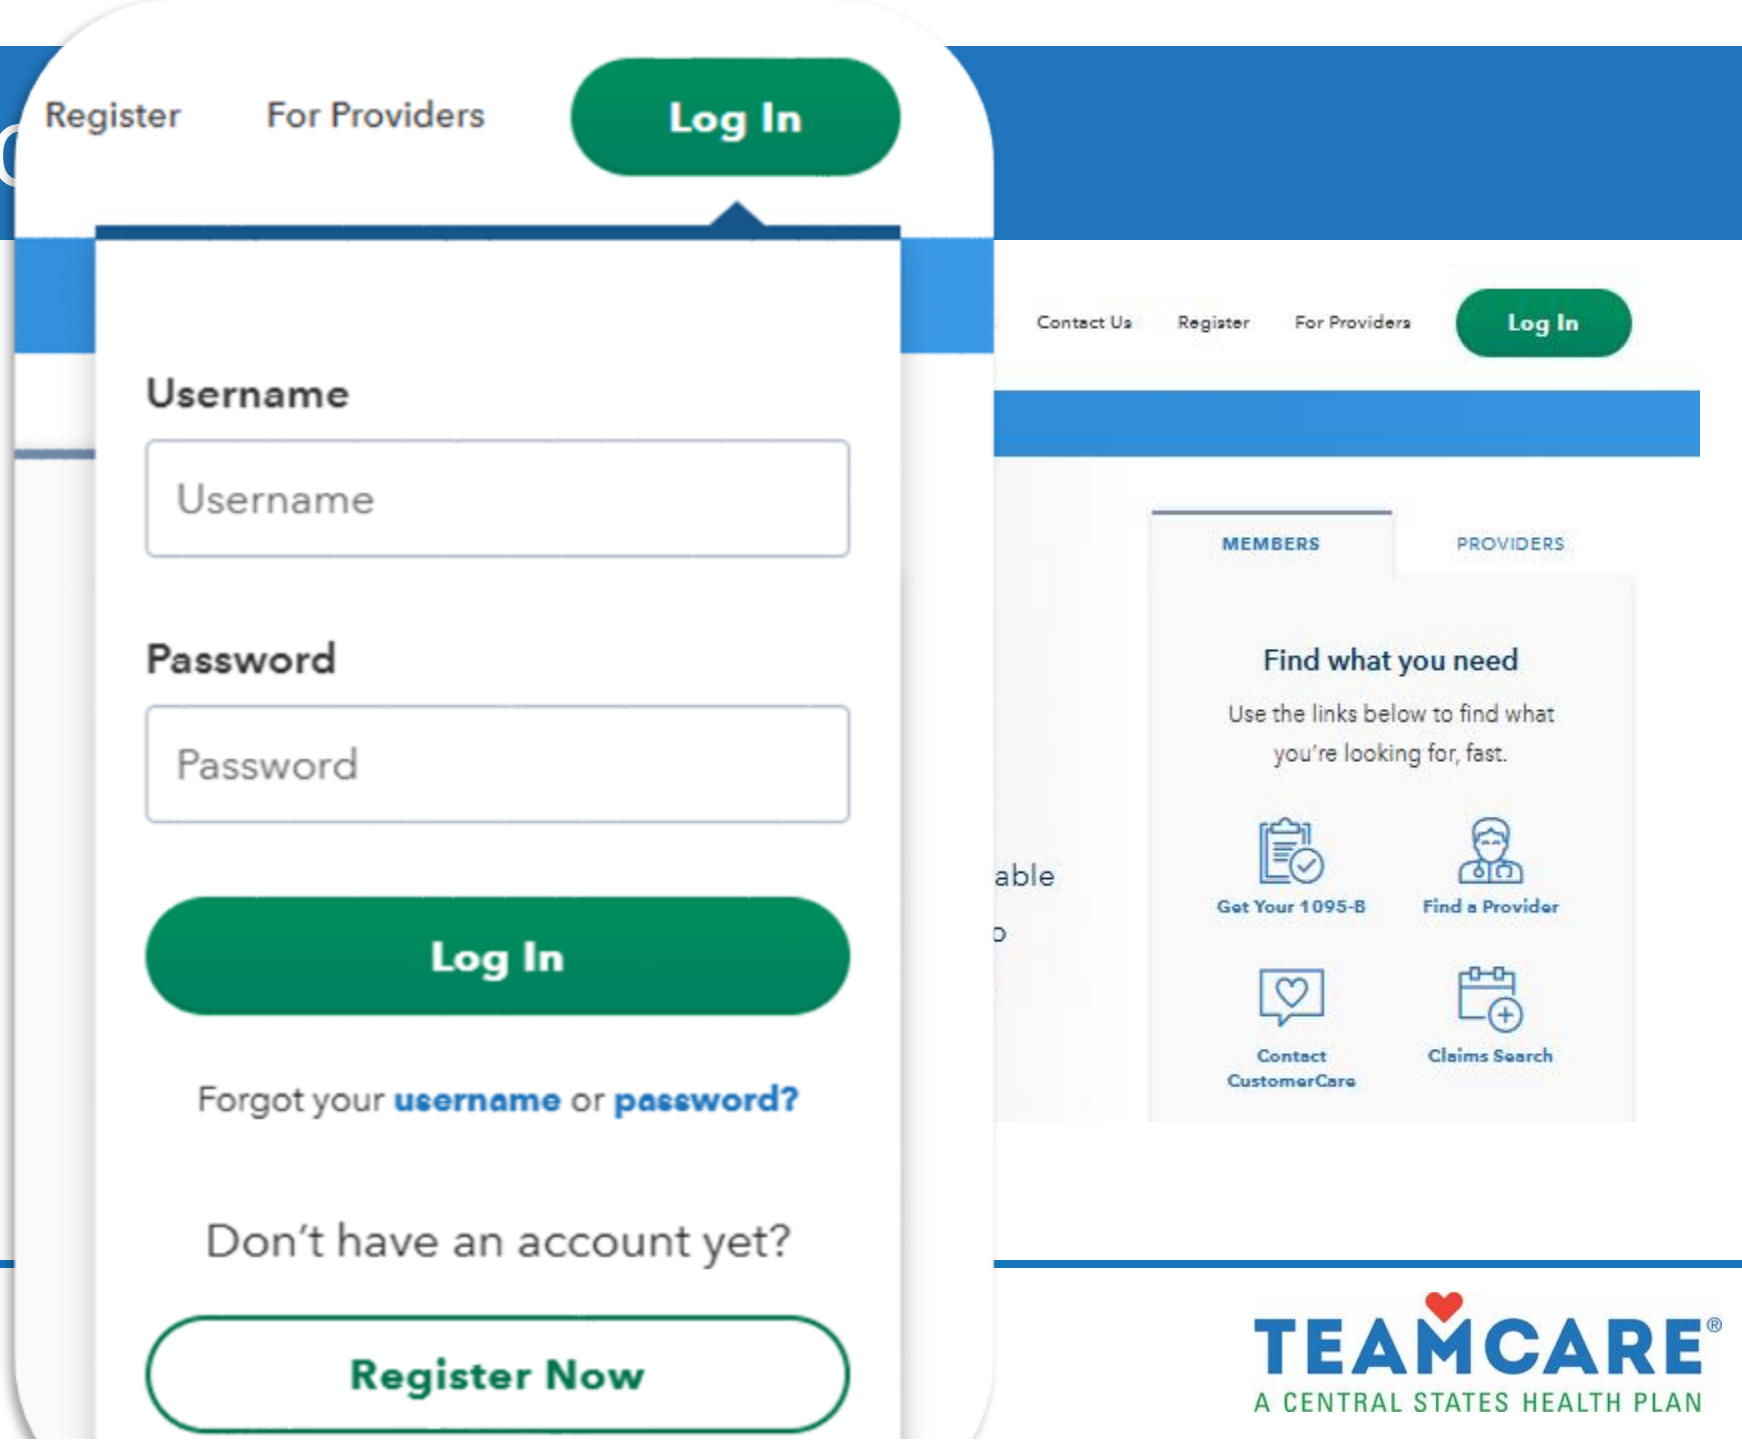 Register For Providers Log In
Username
Username
Password
Password
Log In
Forgot your username or password?
Don't have an account yet?
Register Now
Contact Us Register For Providers Log In
MEMBERS PROVIDERS
Find what you need
Use the links below to find what
you're looking for, fast.
Get Your 1095-B Find a Provider
Contact
CustomerCare
Claims Search
able
TEAMCARE®
A CENTRAL STATES HEALTH PLAN